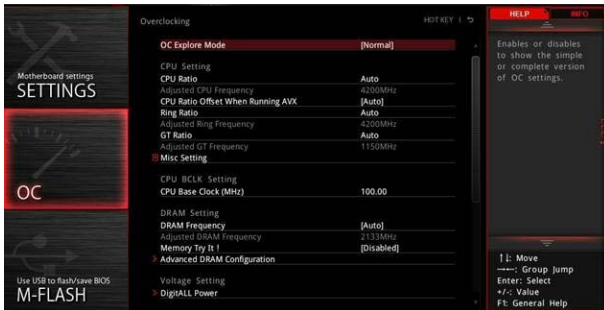 Overclocking
HOT KEY |
HELP
INFO
OC Explore Mode [Normal]
CPU Setting
CPU Ratio Auto
Adjusted CPU Frequency 4200MHz
CPU Ratio Offset When Running AVX [Auto]
Ring Ratio Auto
Adjusted Ring Frequency 4200MHz
GT Ratio Auto
Adjusted GT Frequency 1150MHz
Misc Setting
CPU BCLK Setting
CPU Base Clock (MHz) 100.00
DRAM Setting
DRAM Frequency [Auto]
Adjusted DRAM Frequency 2133MHz
Memory Try It ! [Disabled]
> Advanced DRAM Configuration
Voltage Setting
> DigitALL Power
Motherboard settings
SETTINGS
OC
Use USB to flash/save BIOS
M-FLASH
Enables or disables
to show the simple
or complete version
of OC settings.
↑↓: Move
→←: Group Jump
Enter: Select
+/-: Value
F1: General Help